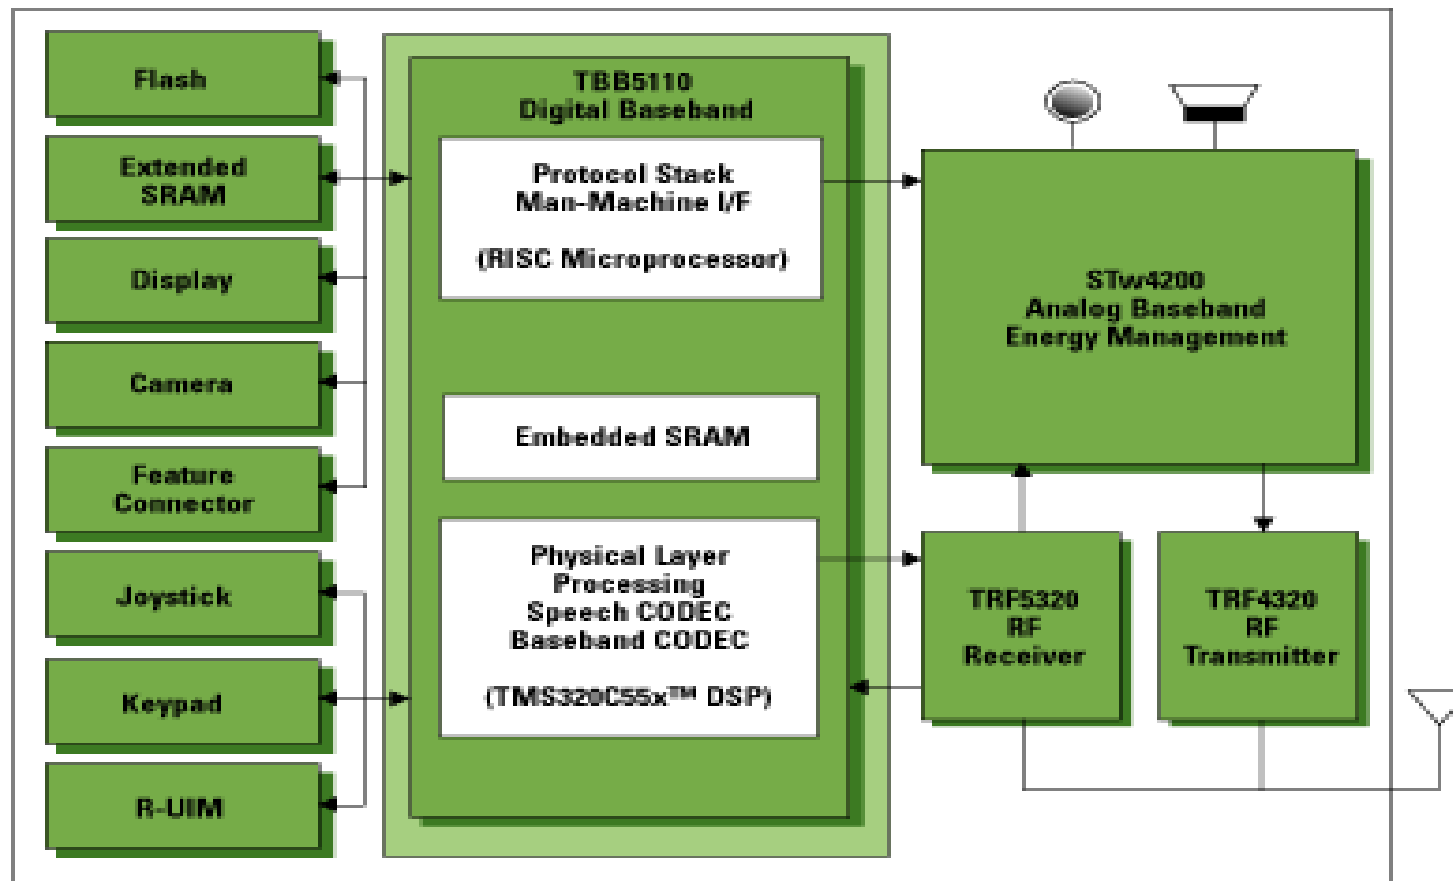 Flash
Extended
SRAM
Display
Camera
Feature
Connector
Joystick
Keypad
R-UIM
TBB5110
Digital Baseband
Protocol Stack
Man-Machine I/F
(RISC Microprocessor)
Embedded SRAM
Physical Layer
Processing
Speech CODEC
Baseband CODEC
(TMS320C55x™ DSP)
STw4200
Analog Baseband
Energy Management
TRF5320
RF
Receiver
TRF4320
RF
Transmitter